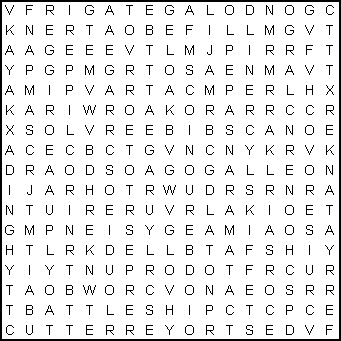 V F R I G A T E G A L O D N O G C
K N E R T A O B E F I L L M G V T
A A G E E E V T L M J P I R R F T
Y P G P M G R T O S A E N M A V T
A M I P V A R T A C M P E R L H X
K A R I W R O A K O R A R R C C R
X S O L V R E E B I B S C A N O E
A C E C B C T G V N C N Y K R V K
D R A O D S O A G O G A L L E O N
I J A R H O T R W U D R S R N R A
N T U I R E R U V R L A K I O E T
G M P N E I S Y G E A M I A O S A
H T L R K D E L L B T A F S H I Y
Y I Y T N U P R O D O T F R C U R
T A O B W O R C V O N A E O S R R
T B A T T L E S H I P C T C P C E
C U T T E R R E Y O R T S E D V F